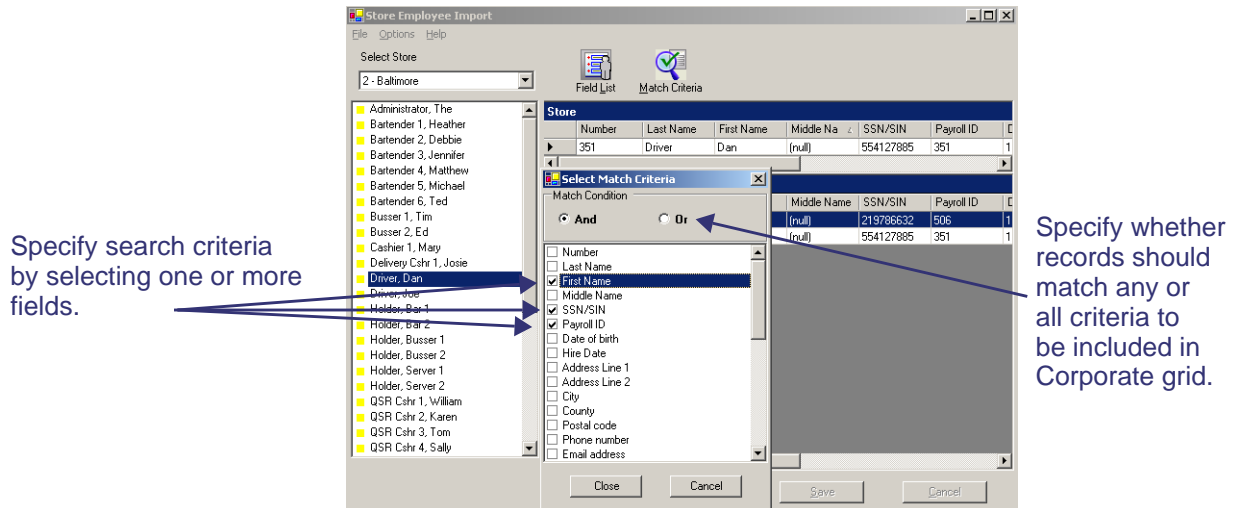 Store Employee Import
File Options Help
Select Store
2 - Baltimore
Field List
Match Criteria
Administrator, The
Bartender 1, Heather
Bartender 2, Debbie
Bartender 3, Jennifer
Bartender 4, Matthew
Bartender 5, Michael
Bartender 6, Ted
Busser 1, Tim
Busser 2, Ed
Cashier 1, Mary
Delivery Cshr 1, Josie
Driver, Dan
Driver, Joe
Holder, Bar 1
Holder, Bar 2
Holder, Busser 1
Holder, Busser 2
Holder, Server 1
Holder, Server 2
QSR Cshr 1, William
QSR Cshr 2, Karen
QSR Cshr 3, Tom
QSR Cshr 4, Sally
Store
Number Last Name First Name Middle Na SSN/SIN Payroll ID
351 Driver Dan (null) 554127885 351 1
Middle Name SSN/SIN Payroll ID
(null) 219786632 506 1
(null) 554127885 351 1
Select Match Criteria
Match Condition
And Or
Number
Last Name
First Name
Middle Name
SSN/SIN
Payroll ID
Date of birth
Hire Date
Address Line 1
Address Line 2
City
County
Postal code
Phone number
Email address
Close Cancel
Save Cancel
Specify search criteria
by selecting one or more
fields.
Specify whether
records should
match any or
all criteria to
be included in
Corporate grid.